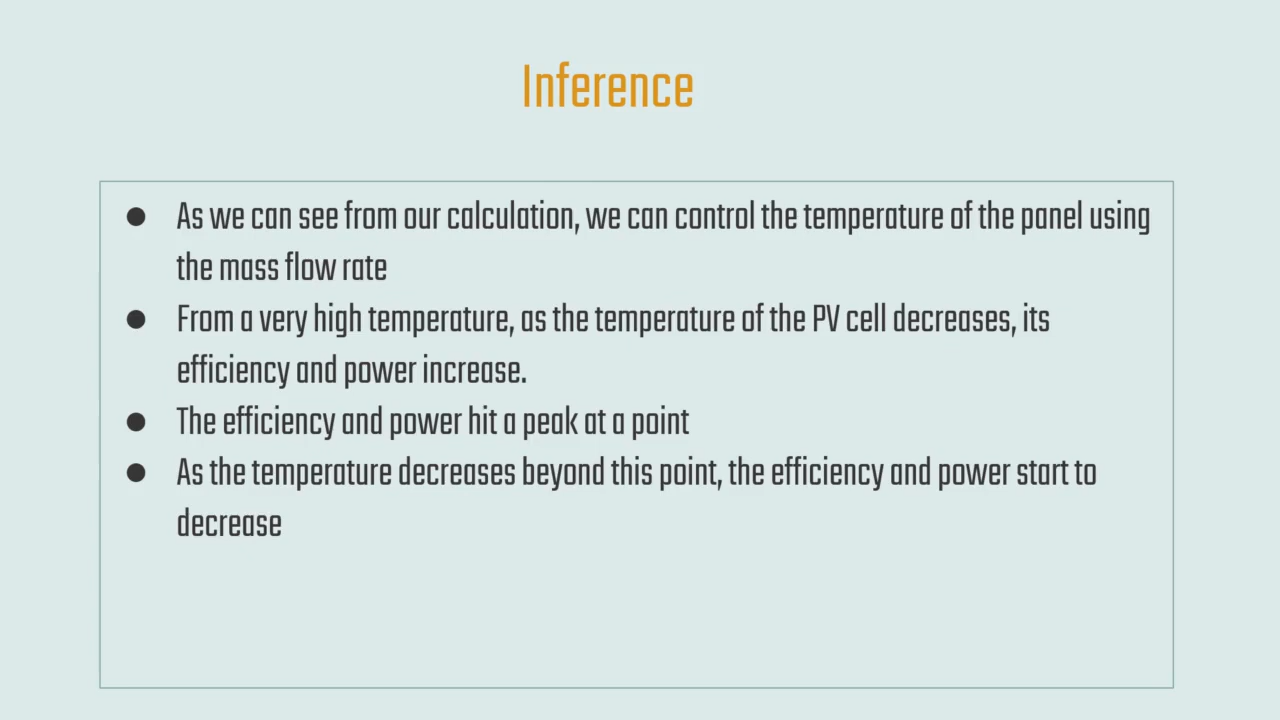 Inference
● As we can see from our calculation, we can control the temperature of the panel using
the mass flow rate
● From a very high temperature, as the temperature of the PV cell decreases, its
efficiency and power increase.
● The efficiency and power hit a peak at a point
● As the temperature decreases beyond this point, the efficiency and power start to
decrease